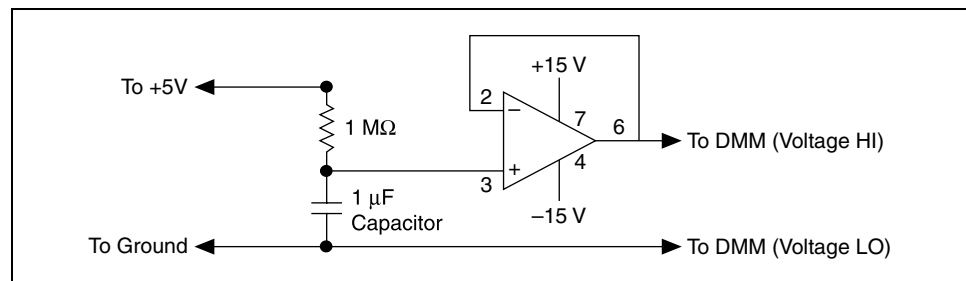 +15 V
To +5V
2
−
7
1 MΩ
6
To DMM (Voltage HI)
+
4
3
1 µF
Capacitor
−15 V
To Ground
To DMM (Voltage LO)